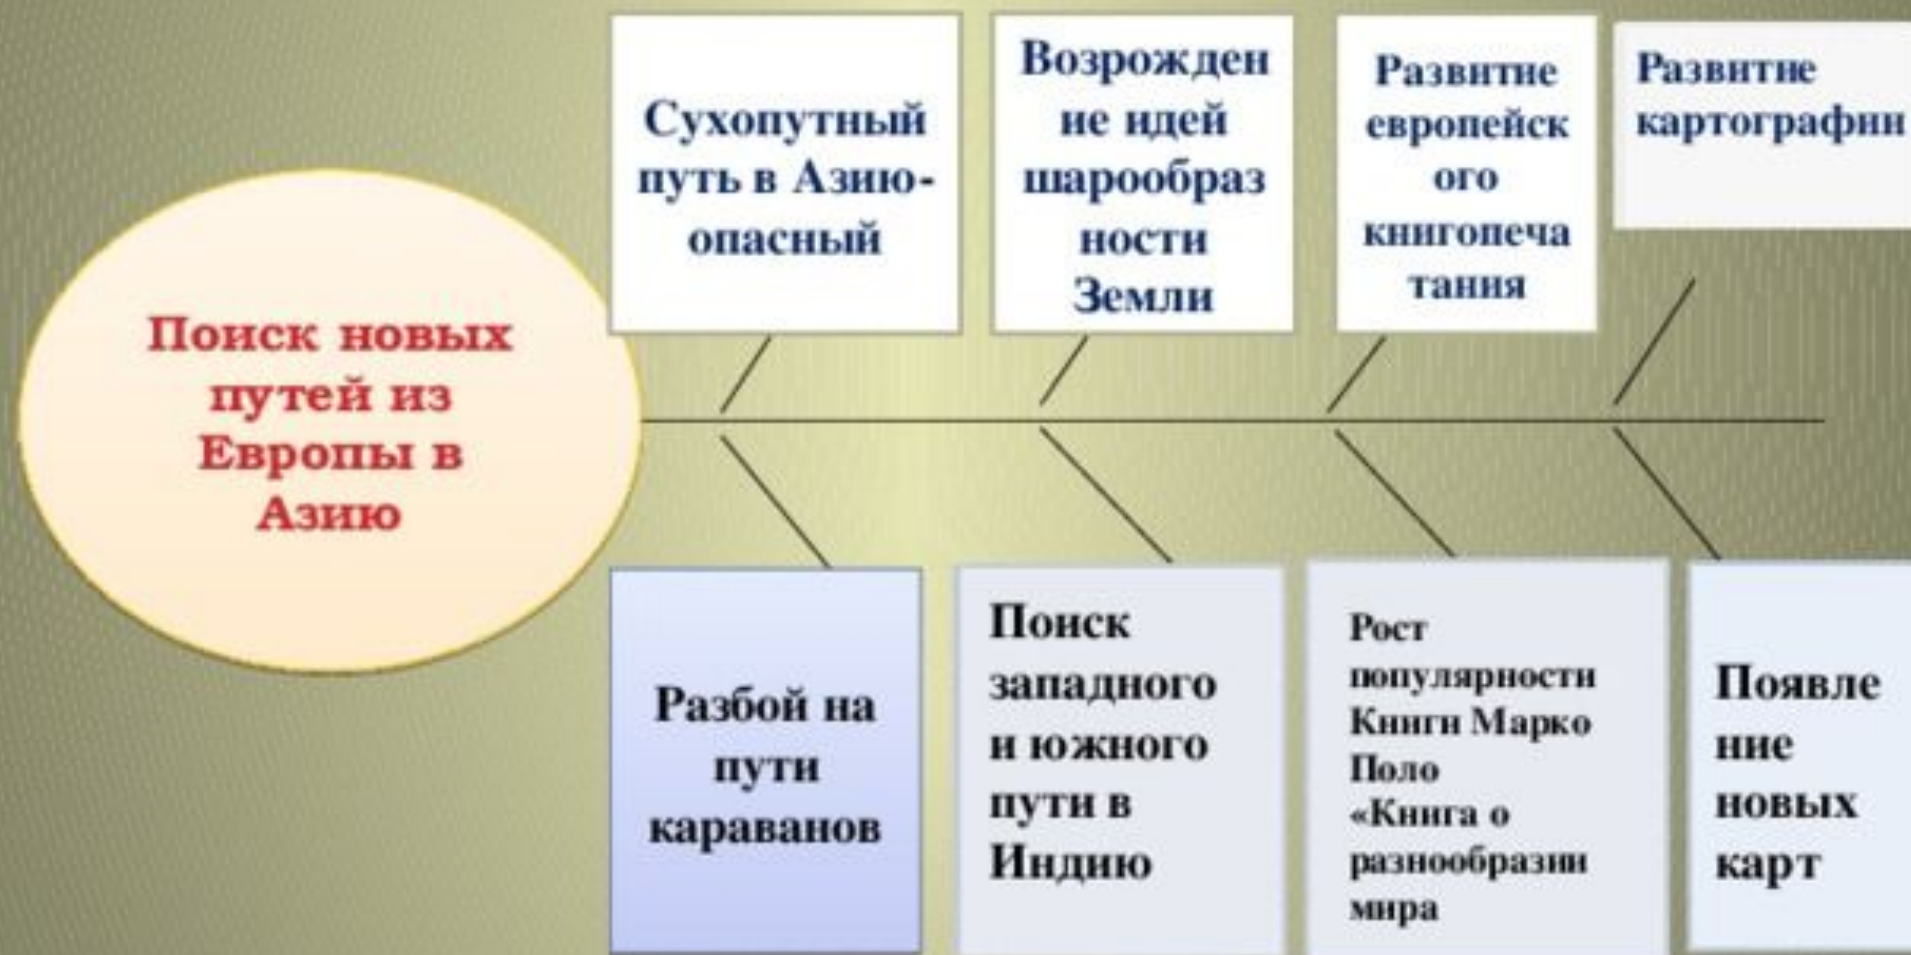 Поиск новых
путей из
Европы в
Азию
Сухопутный
путь в Азию-
опасный
Возрожден
ие идей
шарообраз
ности
Земли
Развитие
европейск
ого
книгопеча
тания
Развитие
картографии
Разбой на
пути
караванов
Поиск
западного
и южного
пути в
Индию
Рост
популярности
Книги Марко
Поло
«Книга о
разнообразии
мира
Появле
ние
новых
карт